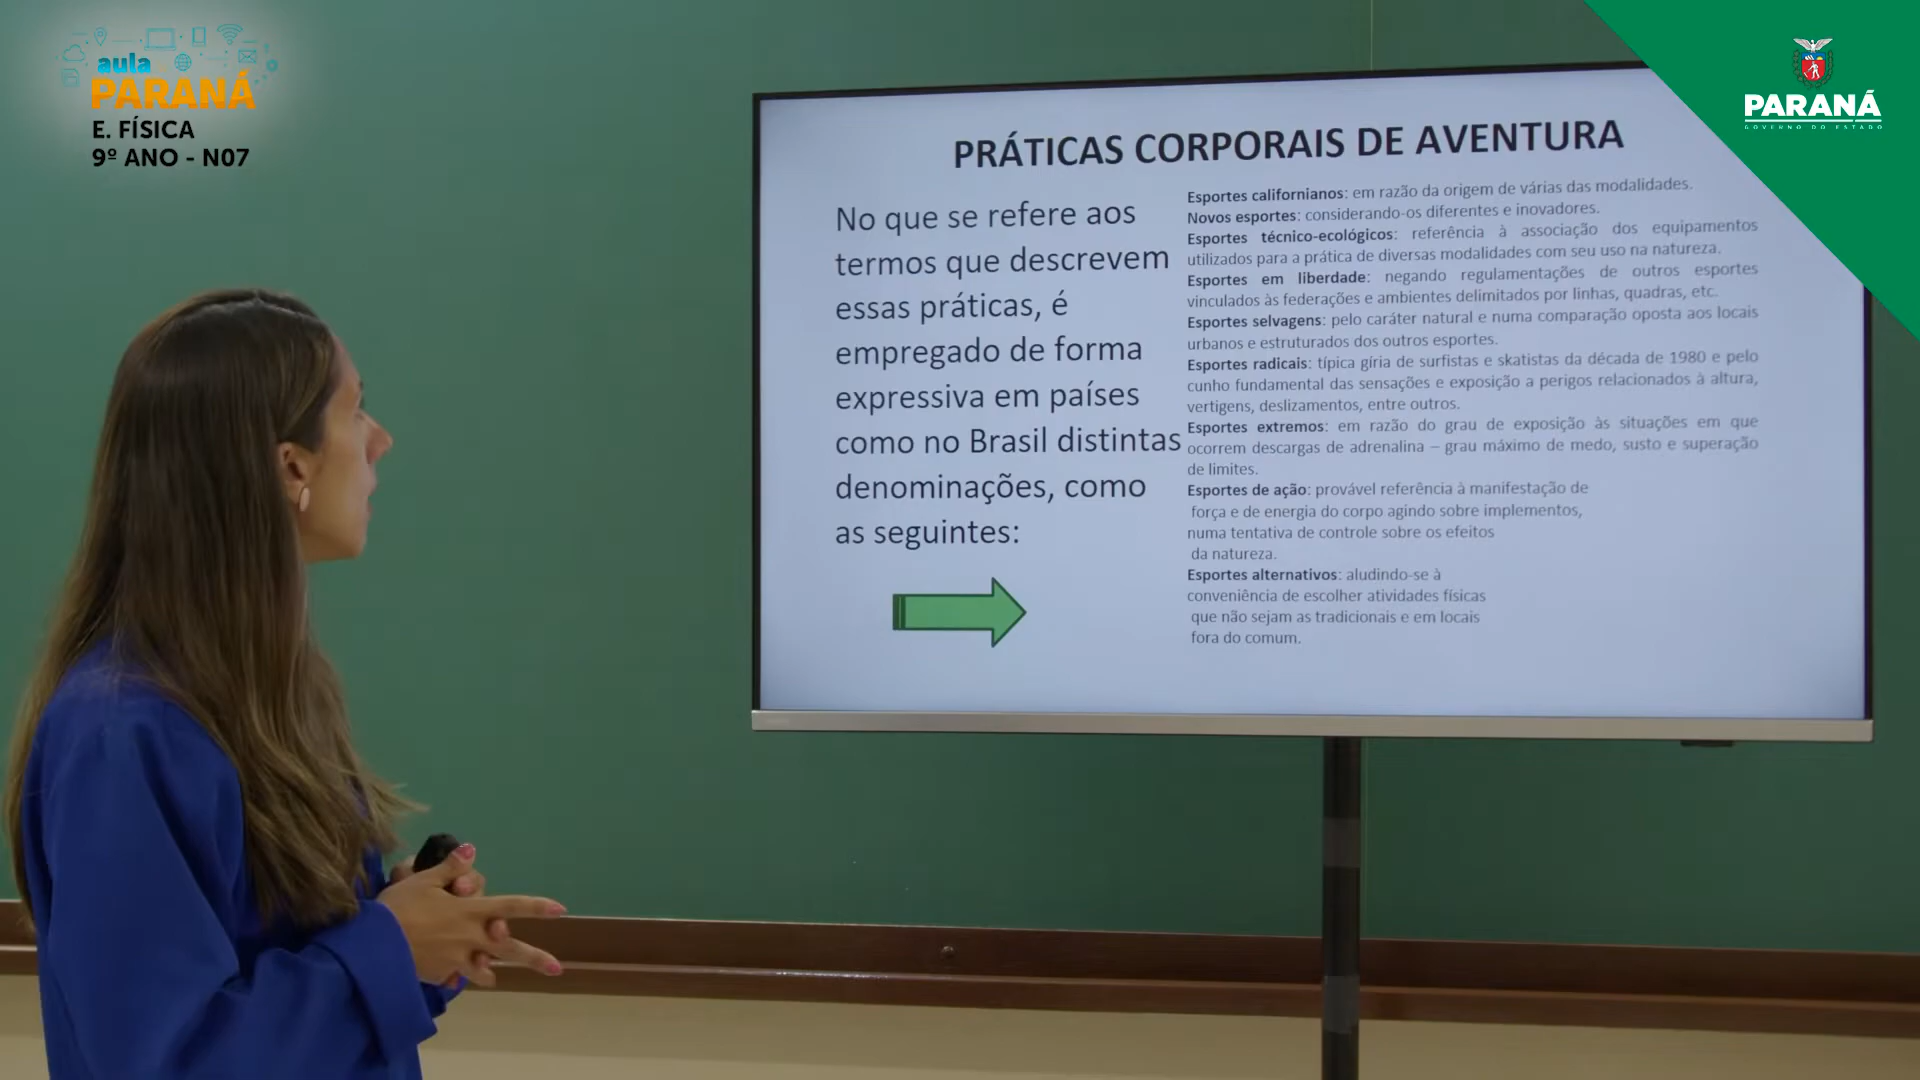 aula
PARANÁ
E. FÍSICA
9º ANO - N07
PARANÁ
GOVERNO DO ESTADO
PRÁTICAS CORPORAIS DE AVENTURA
No que se refere aos
termos que descrevem
essas práticas, é
empregado de forma
expressiva em países
como no Brasil distintas
denominações, como
as seguintes:
Esportes californianos: em razão da origem de várias das modalidades.
Novos esportes: considerando-os diferentes e inovadores.
Esportes técnico-ecológicos: referência à associação dos equipamentos
utilizados para a prática de diversas modalidades com seu uso na natureza.
Esportes em liberdade: negando regulamentações de outros esportes
vinculados às federações e ambientes delimitados por linhas, quadras, etc.
Esportes selvagens: pelo caráter natural e numa comparação oposta aos locais
urbanos e estruturados dos outros esportes.
Esportes radicais: típica gíria de surfistas e skatistas da década de 1980 e pelo
cunho fundamental das sensações e exposição a perigos relacionados à altura,
vertigens, deslizamentos, entre outros.
Esportes extremos: em razão do grau de exposição às situações em que
ocorrem descargas de adrenalina – grau máximo de medo, susto e superação
de limites.
Esportes de ação: provável referência à manifestação de
força e de energia do corpo agindo sobre implementos,
numa tentativa de controle sobre os efeitos
da natureza.
Esportes alternativos: aludindo-se à
conveniência de escolher atividades físicas
que não sejam as tradicionais e em locais
fora do comum.